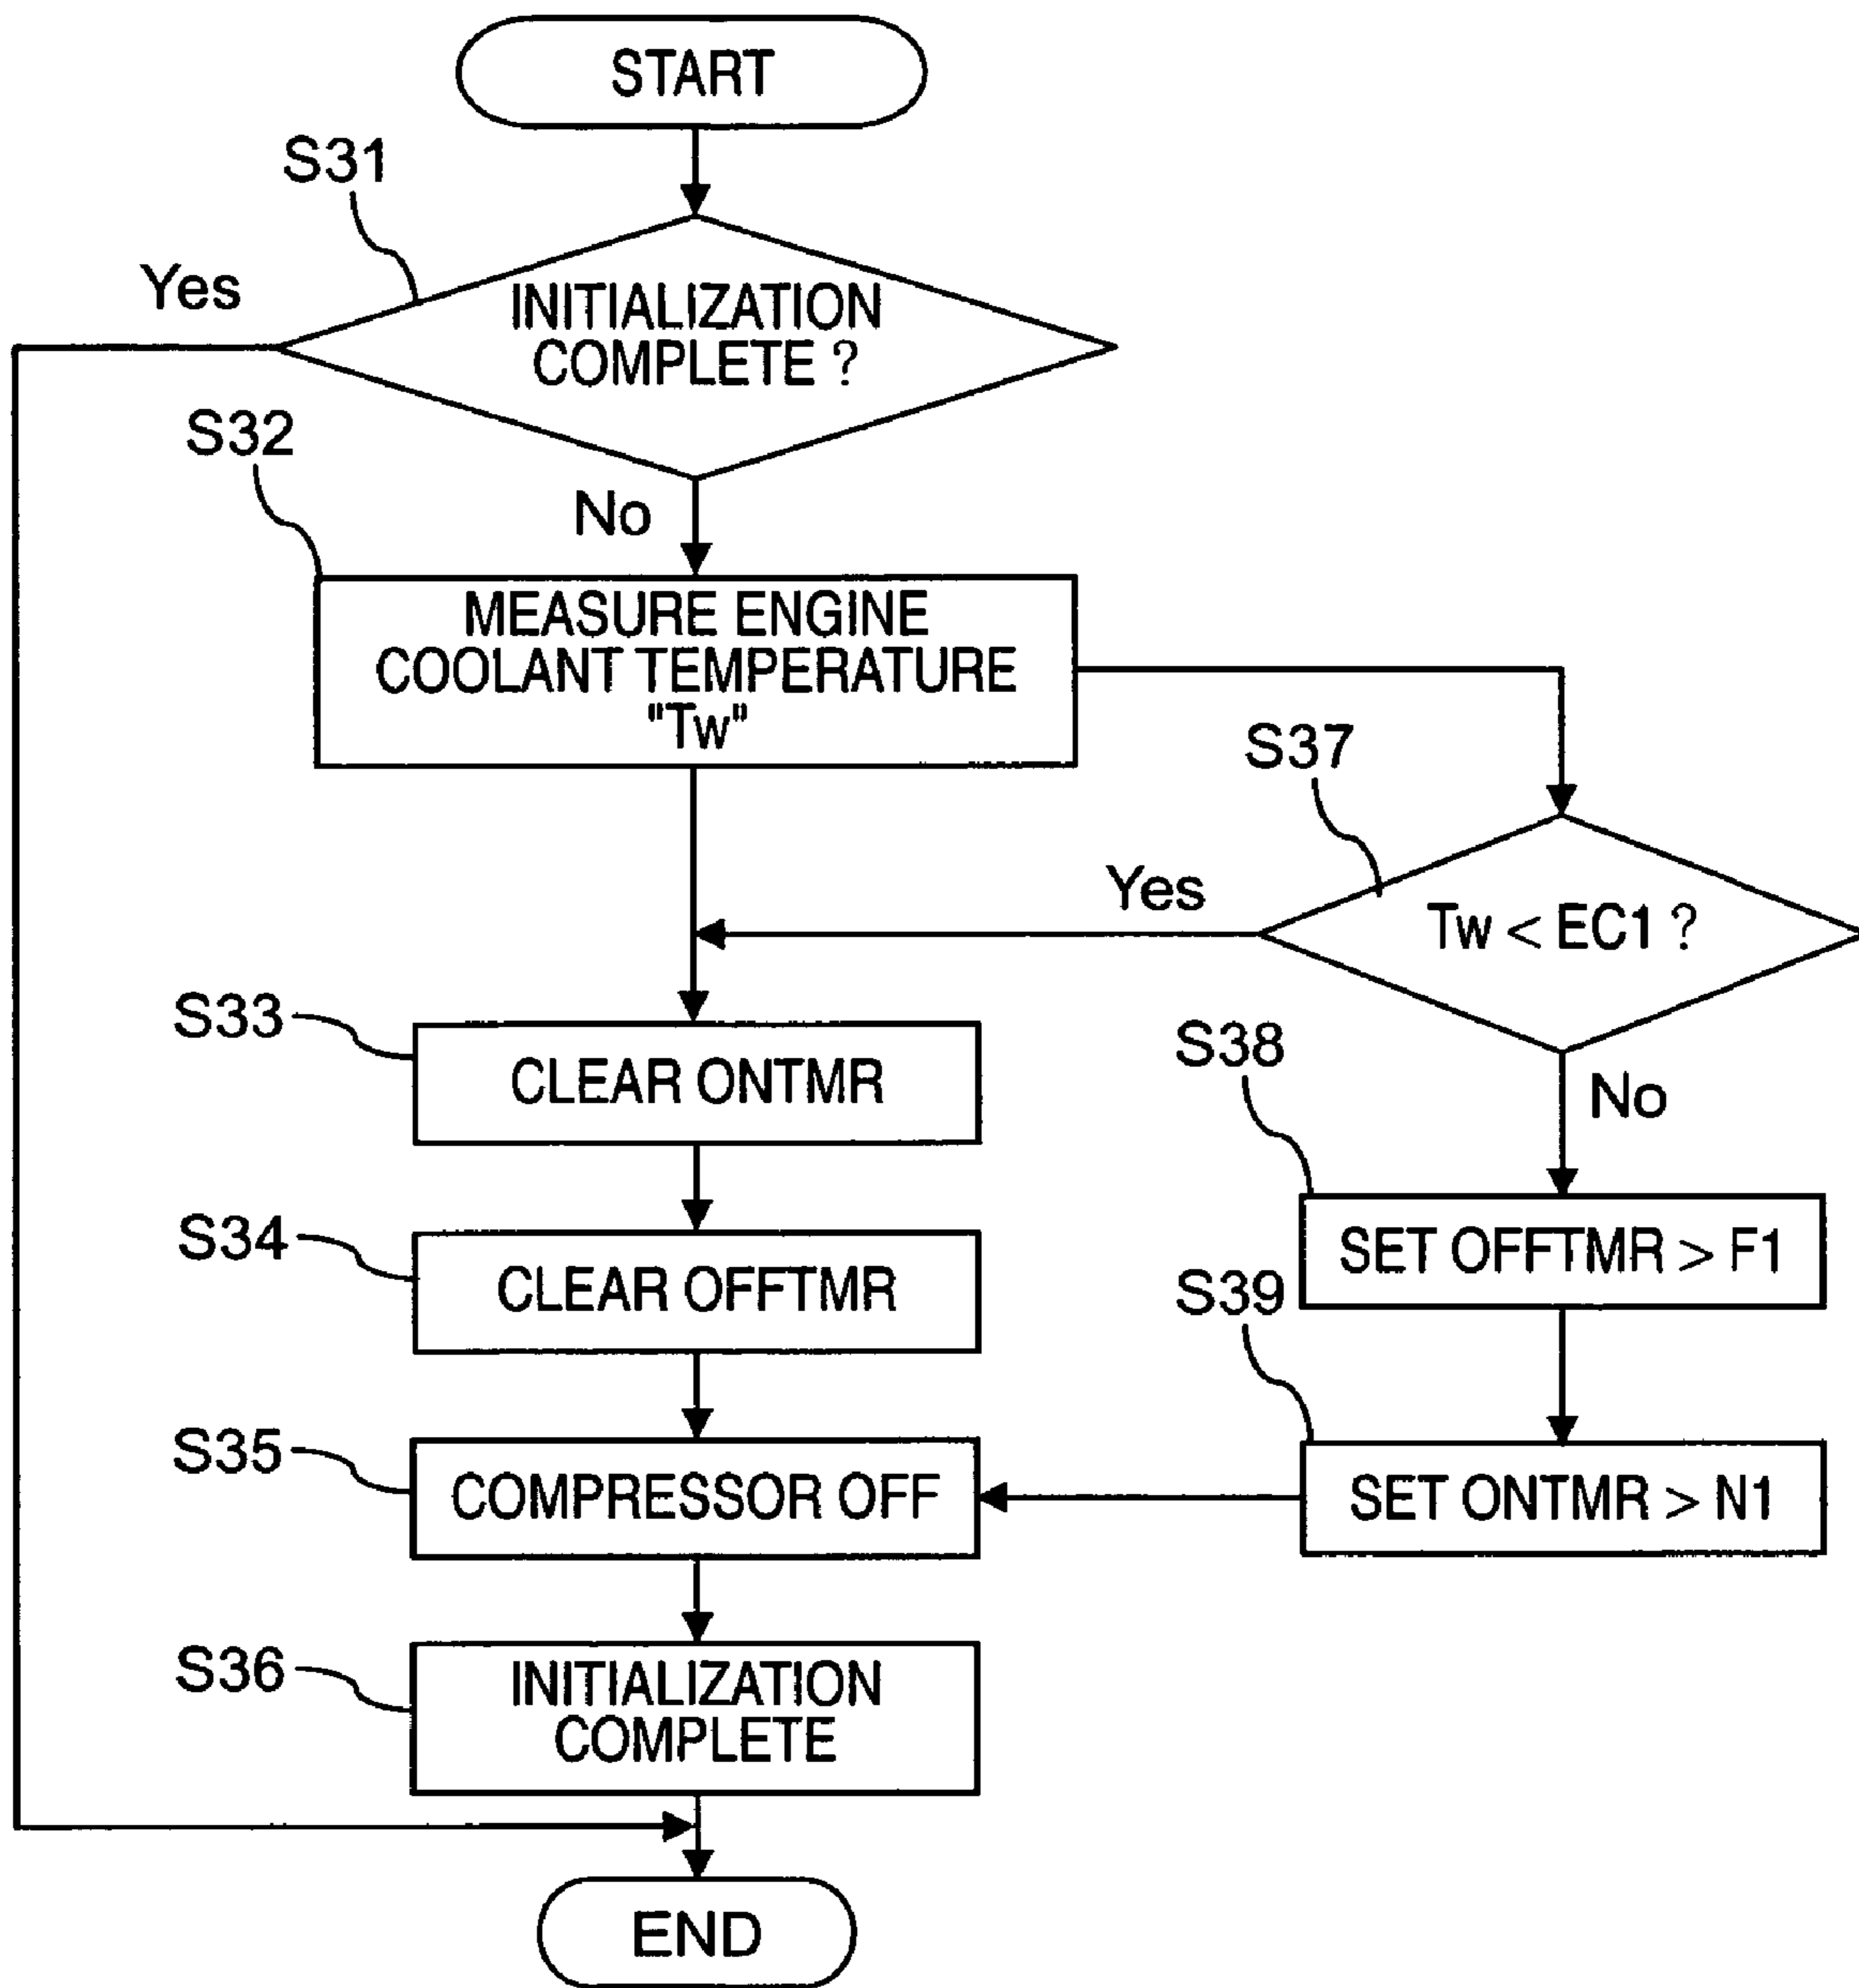 START
S31
Yes
INITIALIZATION
COMPLETE ?
S32
No
MEASURE ENGINE
COOLANT TEMPERATURE
"Tw"
S37
Yes
Tw < EC1 ?
S33
CLEAR ONTMR
S38
No
S34
CLEAR OFFTMR
SET OFFTMR > F1
S39
S35
COMPRESSOR OFF
SET ONTMR > N1
S36
INITIALIZATION
COMPLETE
END